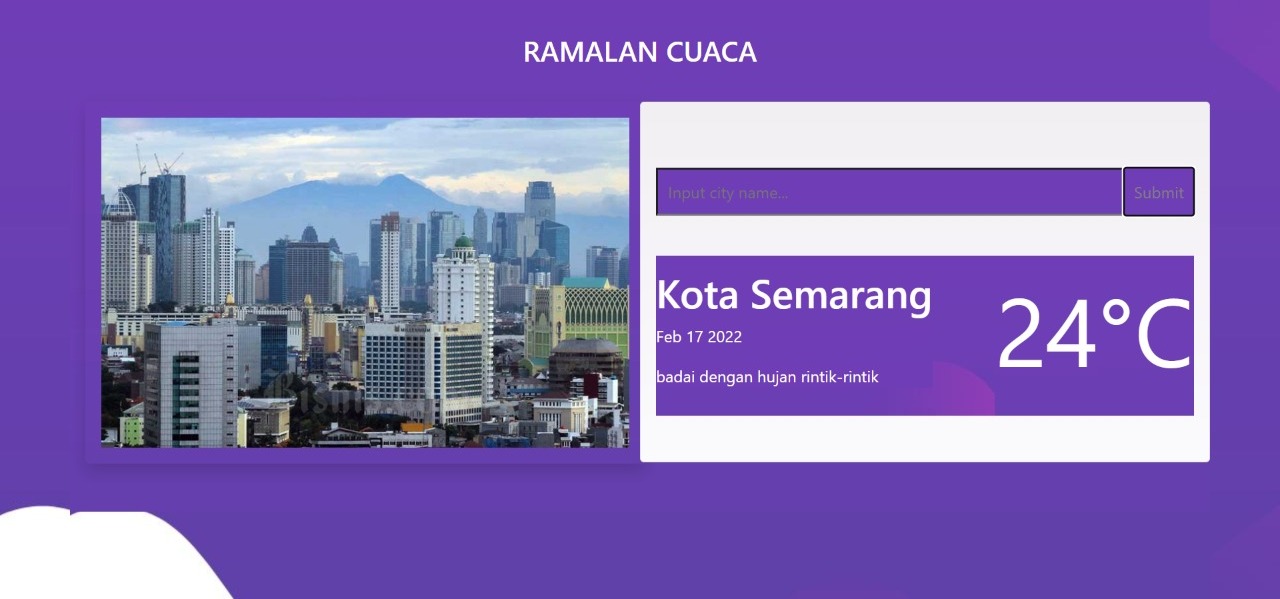 RAMALAN CUACA
Input city name...
Submit
Kota Semarang
24°C
Feb 17 2022
badai dengan hujan rintik-rintik